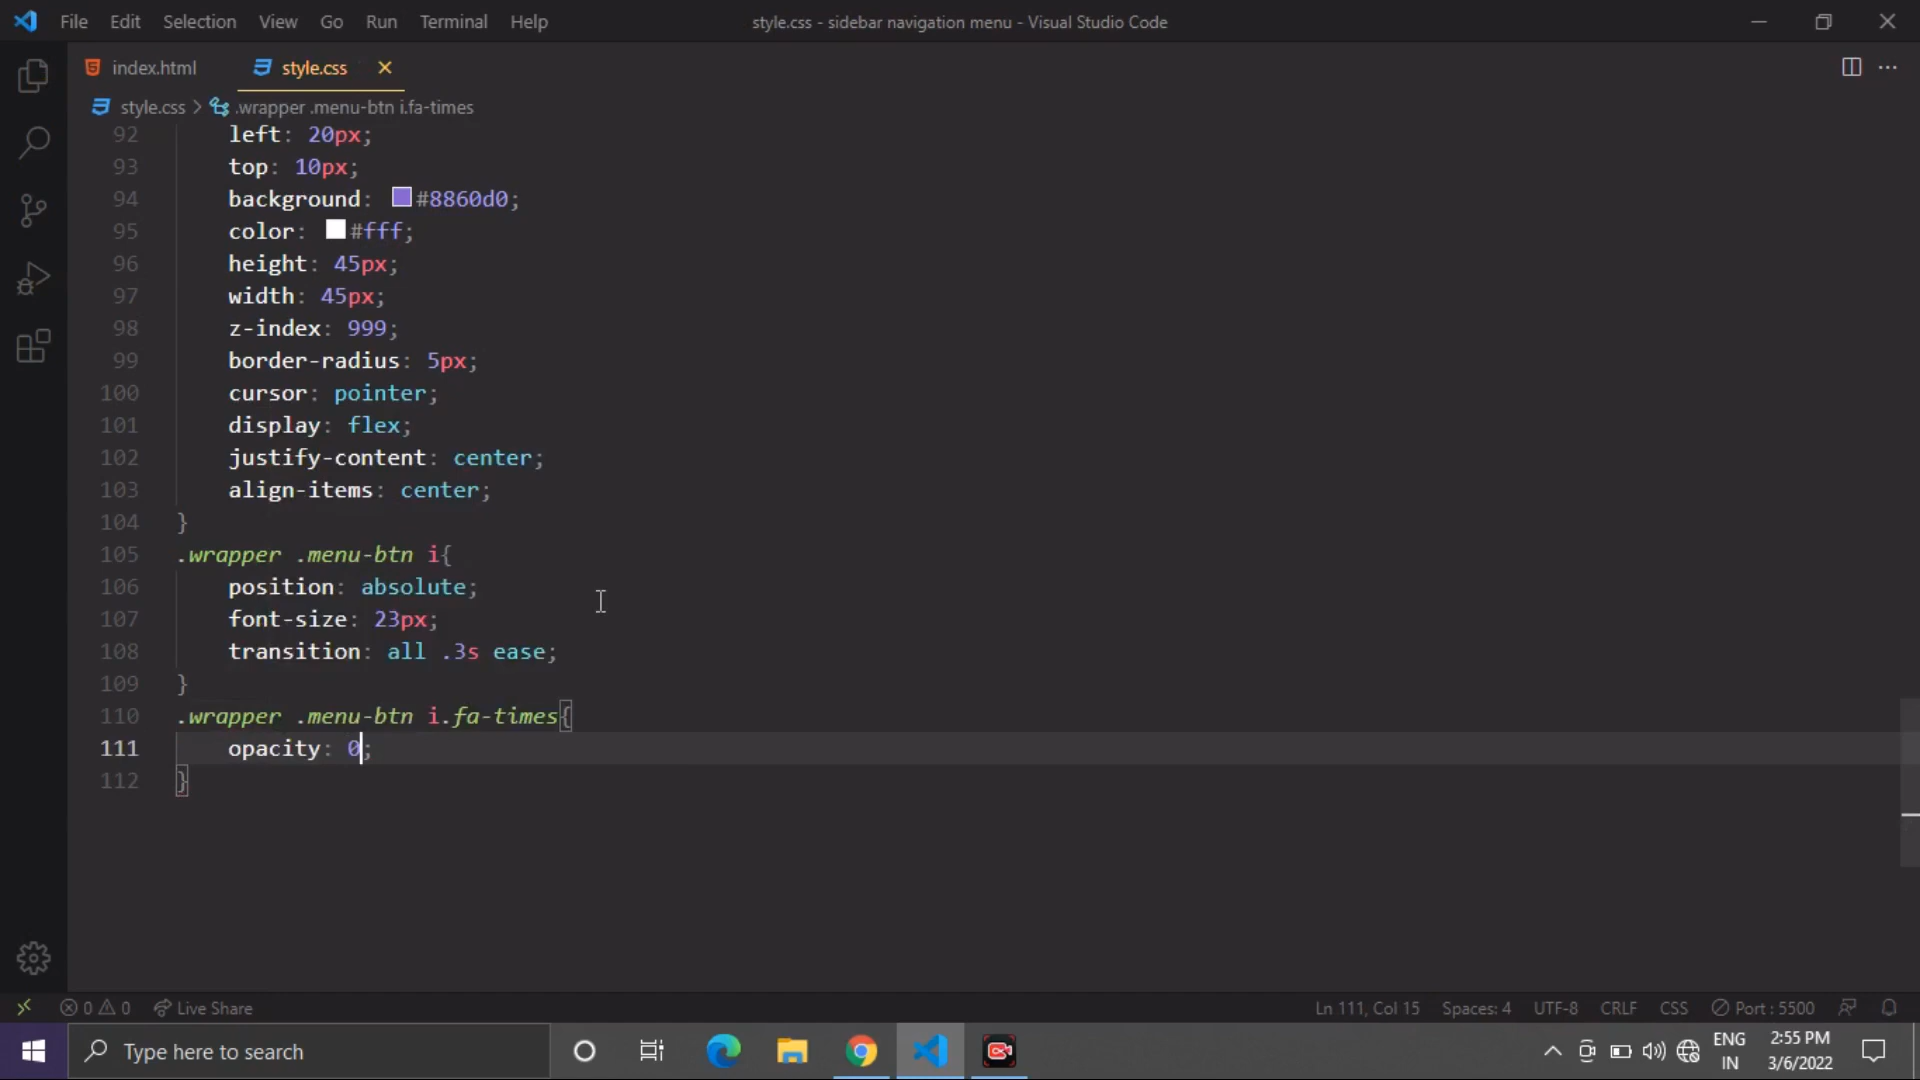 File Edit Selection View Go Run Terminal Help style.css - sidebar navigation menu - Visual Studio Code
index.html style.css
style.css > .wrapper .menu-btn i.fa-times
92 left: 20px;
93 top: 10px;
94 background: #8860d0;
95 color: #fff;
96 height: 45px;
97 width: 45px;
98 z-index: 999;
99 border-radius: 5px;
100 cursor: pointer;
101 display: flex;
102 justify-content: center;
103 align-items: center;
104 }
105 .wrapper .menu-btn i{
106 position: absolute;
107 font-size: 23px;
108 transition: all .3s ease;
109 }
110 .wrapper .menu-btn i.fa-times{
111 opacity: 0;
112 }
0 0 Live Share Ln 111, Col 15 Spaces: 4 UTF-8 CRLF CSS Port : 5500
Type here to search ENG 2:55 PM
IN 3/6/2022